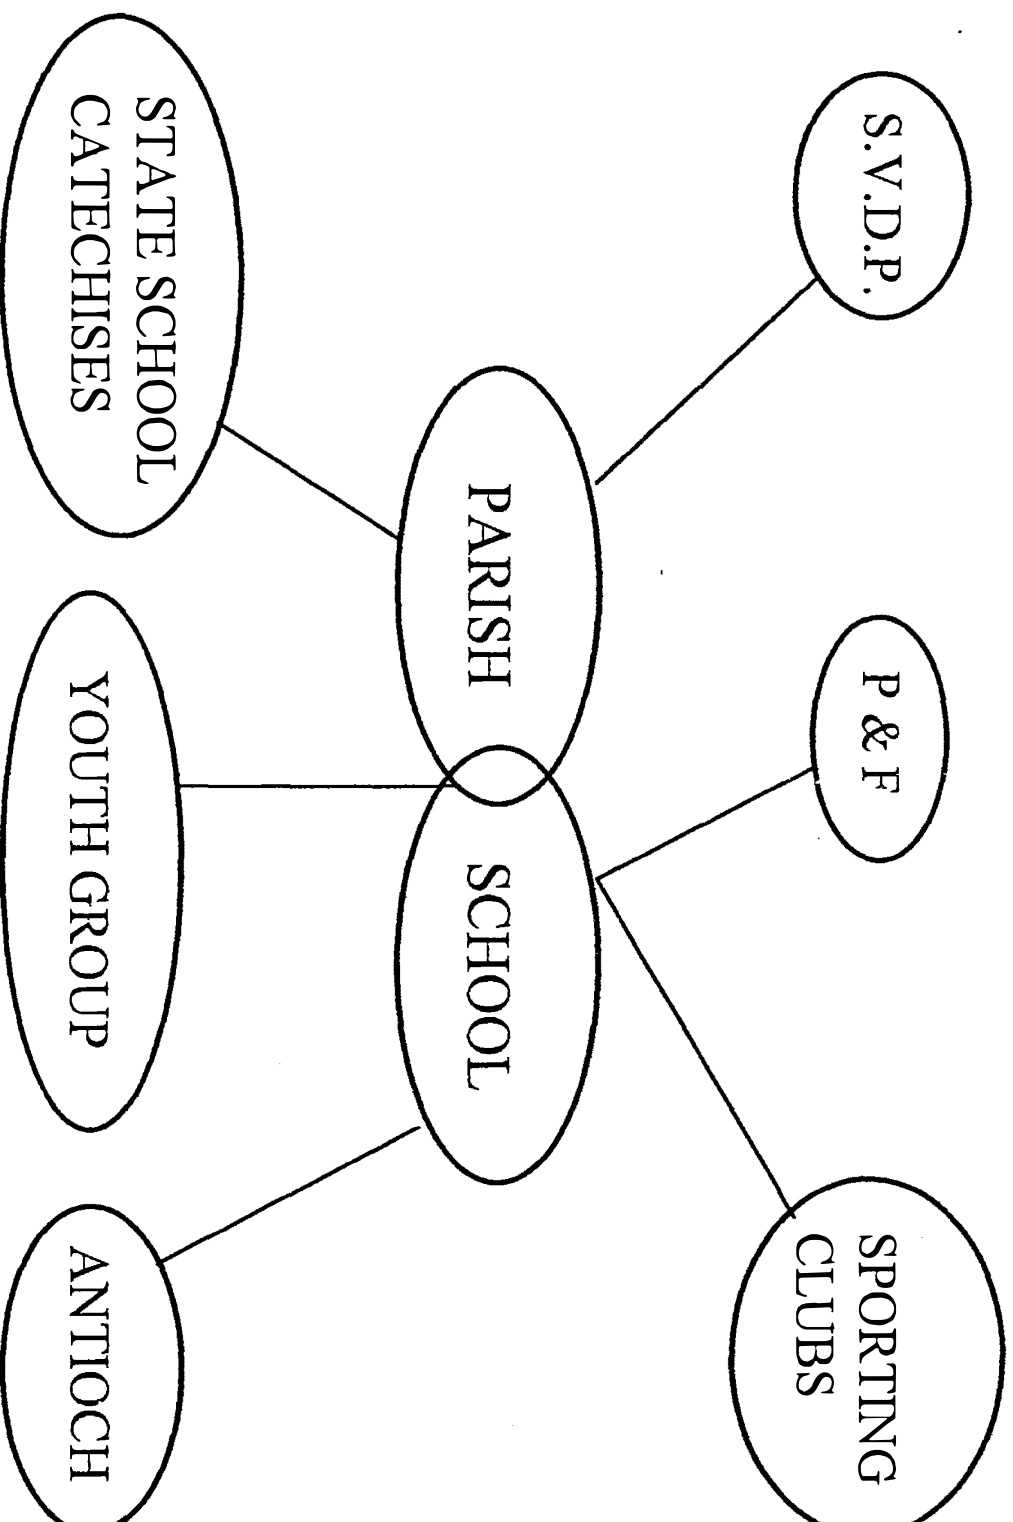 S.V.D.P.
P & F
SPORTING
CLUBS
PARISH
SCHOOL
STATE SCHOOL
CATECHISES
YOUTH GROUP
ANTIOCH